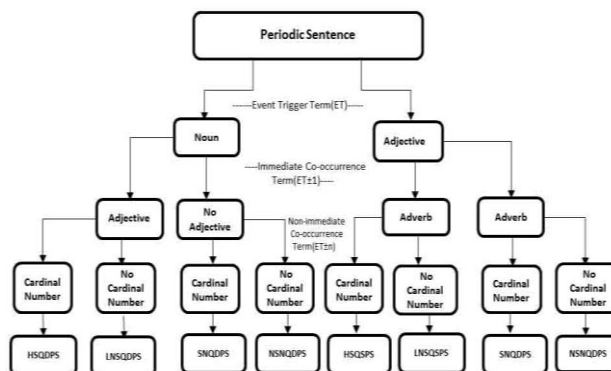 Periodic Sentence
------Event Trigger Term(ET)-----
Noun
Adjective
----Immediate Co-occurrence
Term(ET±1)----
Adjective
No
Adjective
Non-immediate
Co-occurrence
Term(ET±n)
Adverb
Adverb
Cardinal
Number
No
Cardinal
Number
Cardinal
Number
No
Cardinal
Number
Cardinal
Number
No
Cardinal
Number
Cardinal
Number
No
Cardinal
Number
HSQDPS
LNSQDPS
SNQDPS
NSNQDPS
HSQSPS
LNSQSPS
SNQDPS
NSNQDPS